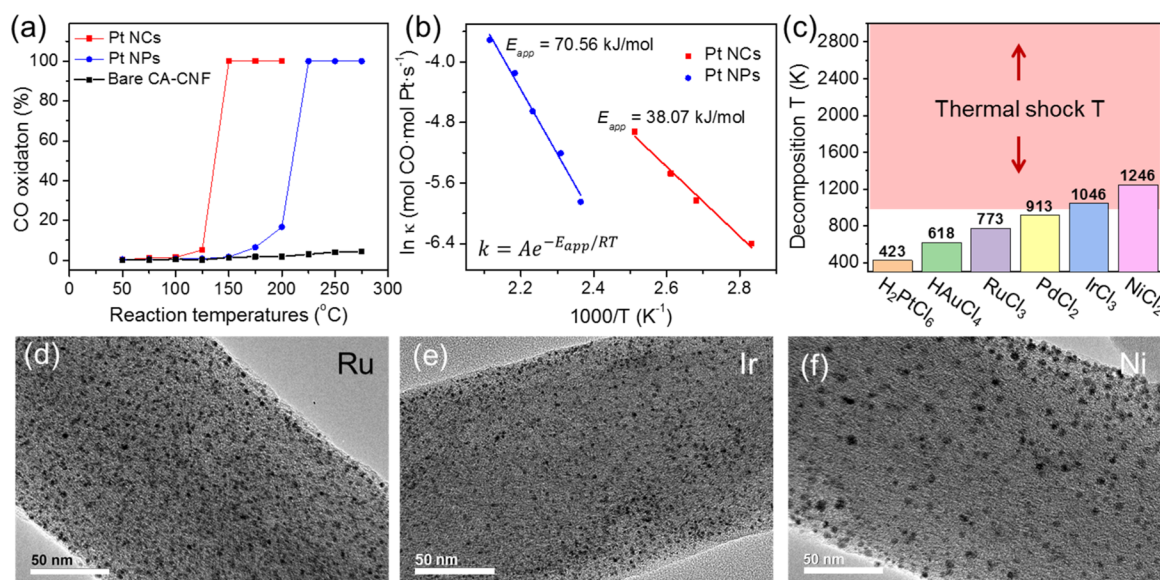 (a)
Pt NCs
Pt NPs
Bare CA-CNF
CO oxidaton (%)
100
80
60
40
20
0
0 50 100 150 200 250 300
Reaction temperatures (°C)
(b)
E_app = 70.56 kJ/mol
Pt NCs
Pt NPs
E_app = 38.07 kJ/mol
ln κ (mol CO·mol Pt·s⁻¹)
-4.0
-4.8
-5.6
-6.4
k = Ae^{-E_app/RT}
2.2 2.4 2.6 2.8
1000/T (K⁻¹)
(c)
Decomposition T (K)
2800
2400
2000
1600
1200
800
400
Thermal shock T
423
618
773
913
1046
1246
H₂PtCl₆
HAuCl₄
RuCl₃
PdCl₂
IrCl₃
NiCl₂
(d)
Ru
50 nm
(e)
Ir
50 nm
(f)
Ni
50 nm